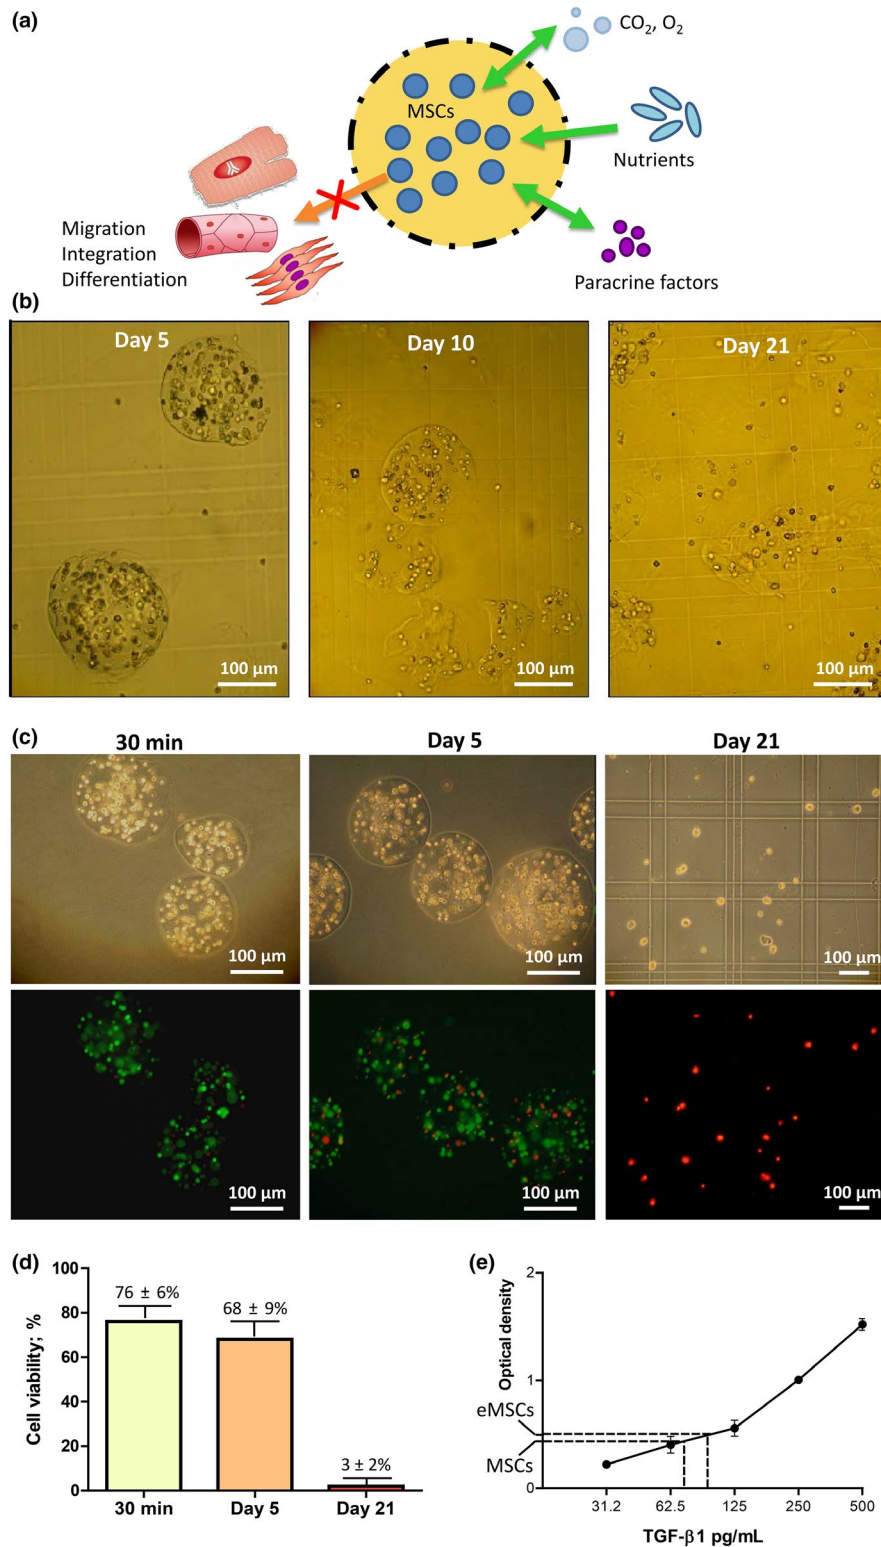 (a)
CO₂, O₂
MSCs
Nutrients
Migration
Integration
Differentiation
Paracrine factors
(b)
Day 5
Day 10
Day 21
100 µm
100 µm
100 µm
(c)
30 min
Day 5
Day 21
100 µm
100 µm
100 µm
100 µm
100 µm
100 µm
(d)
Cell viability; %
100
80
60
40
20
0
76 ± 6%
68 ± 9%
3 ± 2%
30 min
Day 5
Day 21
(e)
Optical density
2
1
0
eMSCs
MSCs
31.2
62.5
125
250
500
TGF-β1 pg/mL